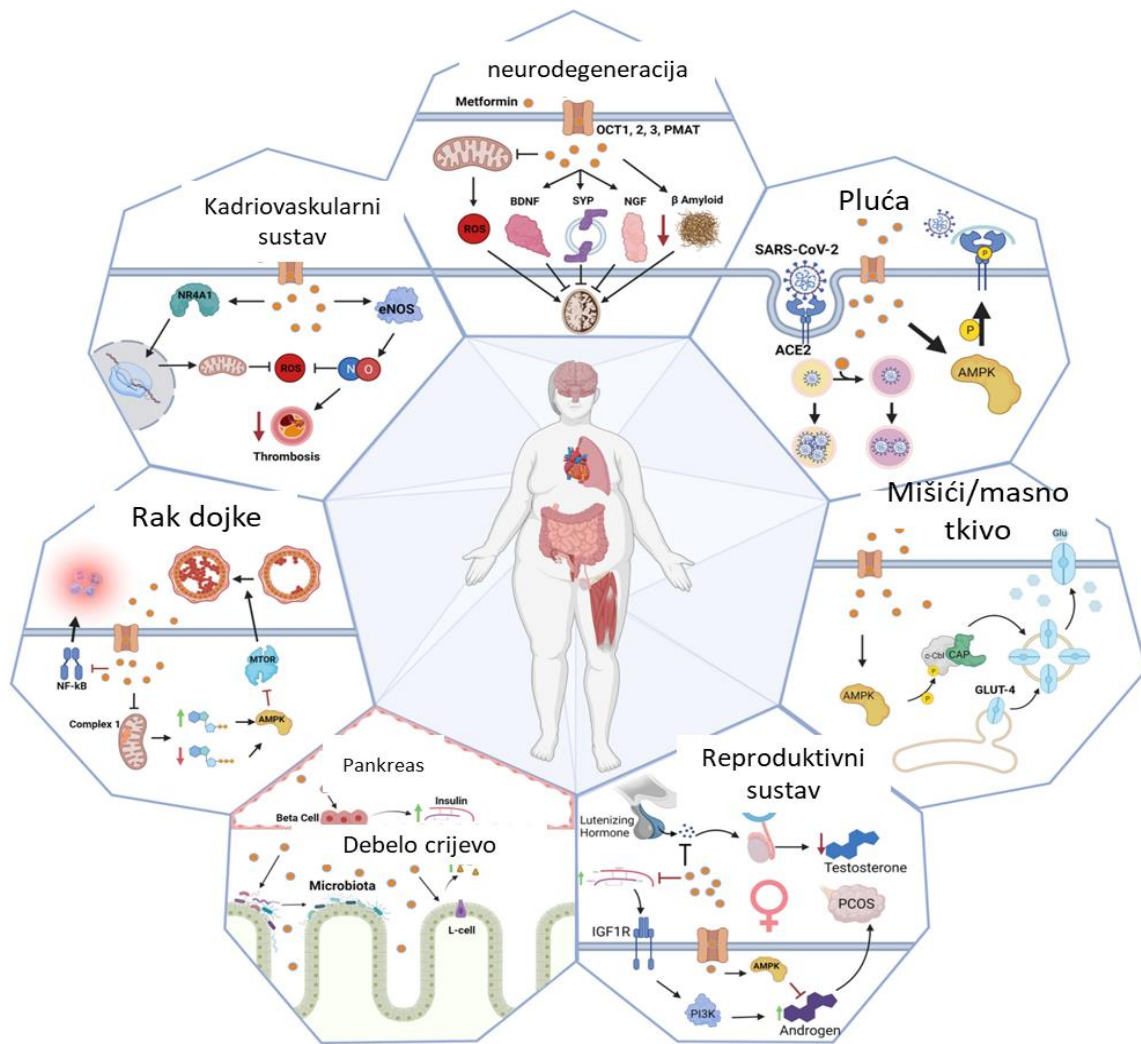 neurodegeneracija
Metformin
OCT1, 2, 3, PMAT
BDNF
SYP
NGF
β Amyloid
ROS
Kadriovaskularni
sustav
NR4A1
eNOS
ROS
N O
Thrombosis
Pluća
SARS-CoV-2
P
P
ACE2
AMPK
Rak dojke
MTOR
NF-kB
Complex 1
AMPK
Mišići/masno
tkivo
Glu
c-Cbl
CAP
P
AMPK
P
GLUT-4
Pankreas
Insulin
Beta Cell
Debelo crijevo
Microbiota
L-cell
Reproduktivni
sustav
Lutenizing
Hormone
Testosterone
PCOS
IGF1R
AMPK
PI3K
Androgen